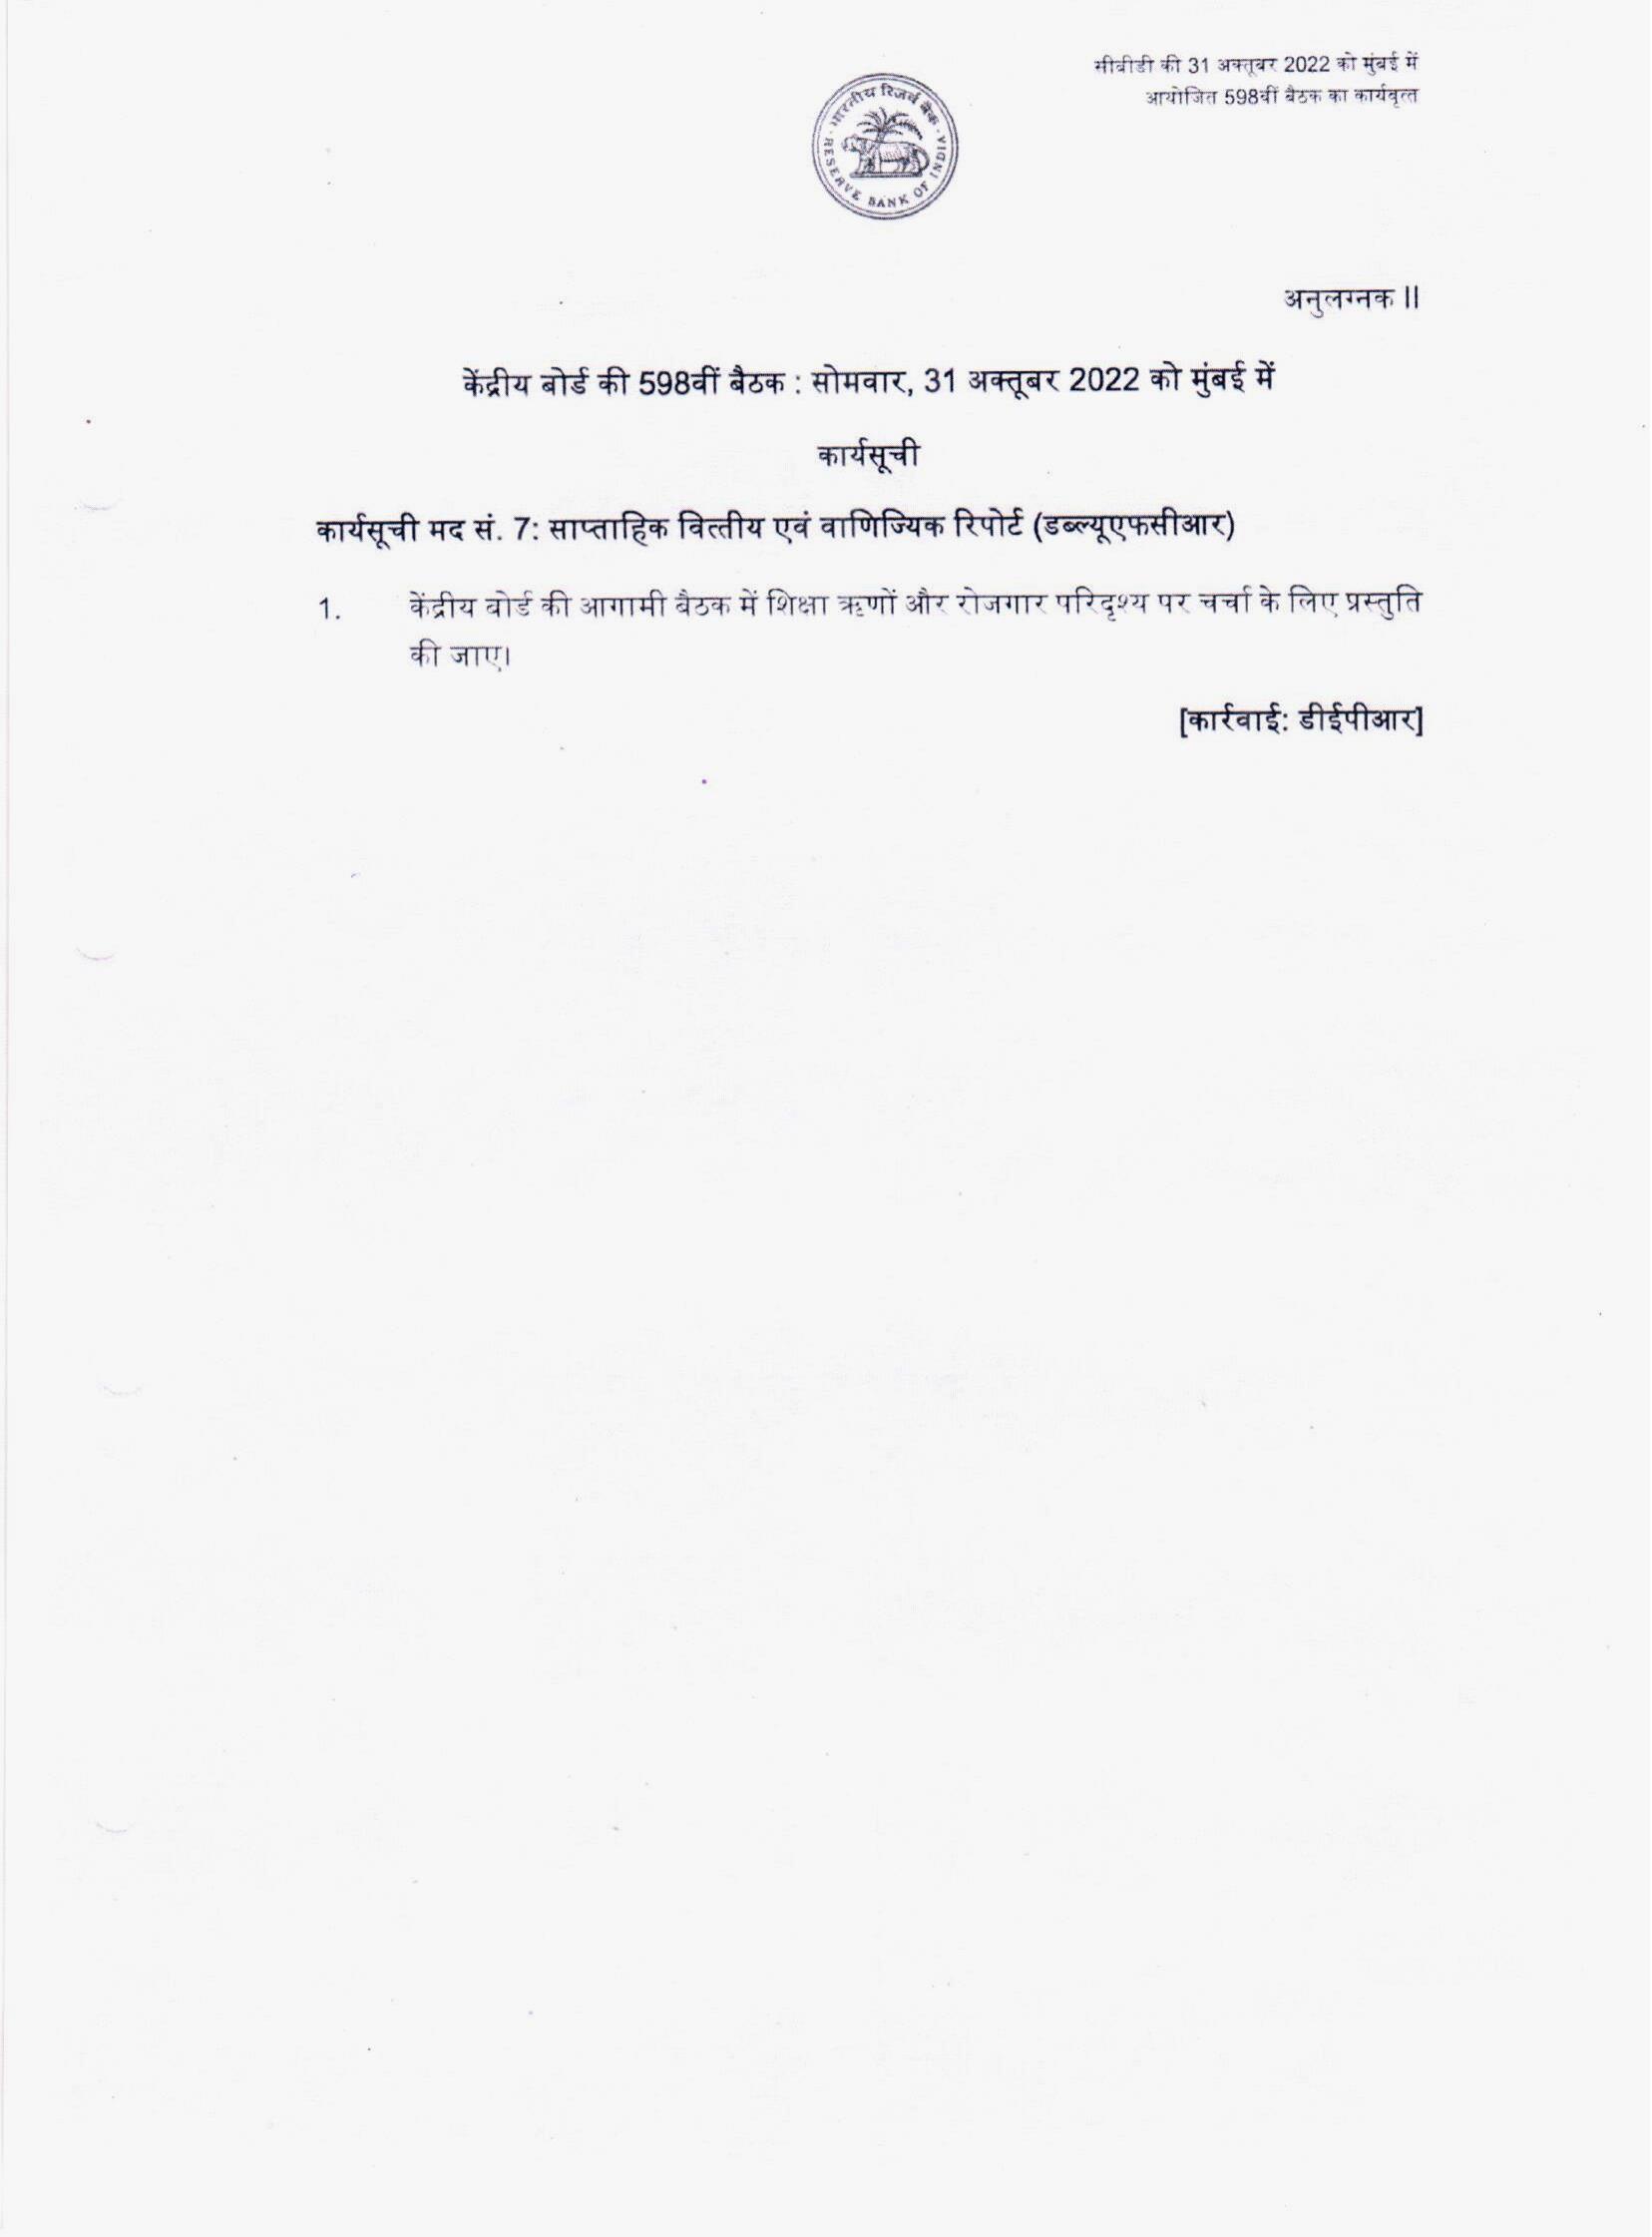 सीबीडी की 31 अक्तूबर 2022 को मुंबई में
आयोजित 598वीं बैठक का कार्यवृत्त
भारतीय रिज़र्व बैंक
RESERVE BANK OF INDIA
अनुलग्नक II
केंद्रीय बोर्ड की 598वीं बैठक : सोमवार, 31 अक्तूबर 2022 को मुंबई में
कार्यसूची
कार्यसूची मद सं. 7: साप्ताहिक वित्तीय एवं वाणिज्यिक रिपोर्ट (डब्ल्यूएफसीआर)
1. केंद्रीय बोर्ड की आगामी बैठक में शिक्षा ऋणों और रोजगार परिदृश्य पर चर्चा के लिए प्रस्तुति
की जाए।
[कार्रवाई: डीईपीआर]